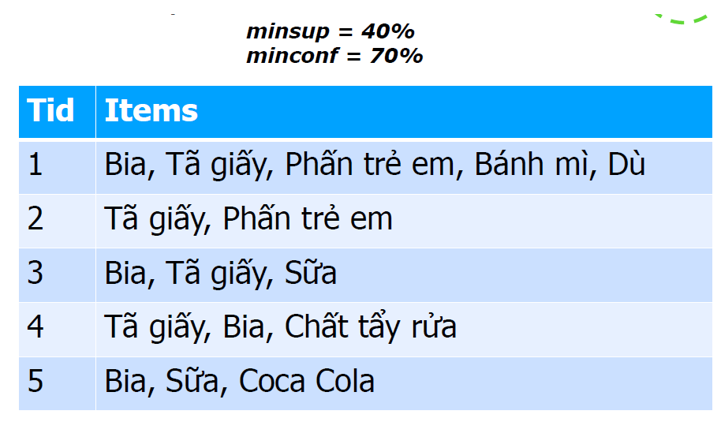 minsup = 40%
minconf = 70%
Tid Items
1 Bia, Tã giấy, Phấn trẻ em, Bánh mì, Dù
2 Tã giấy, Phấn trẻ em
3 Bia, Tã giấy, Sữa
4 Tã giấy, Bia, Chất tẩy rửa
5 Bia, Sữa, Coca Cola